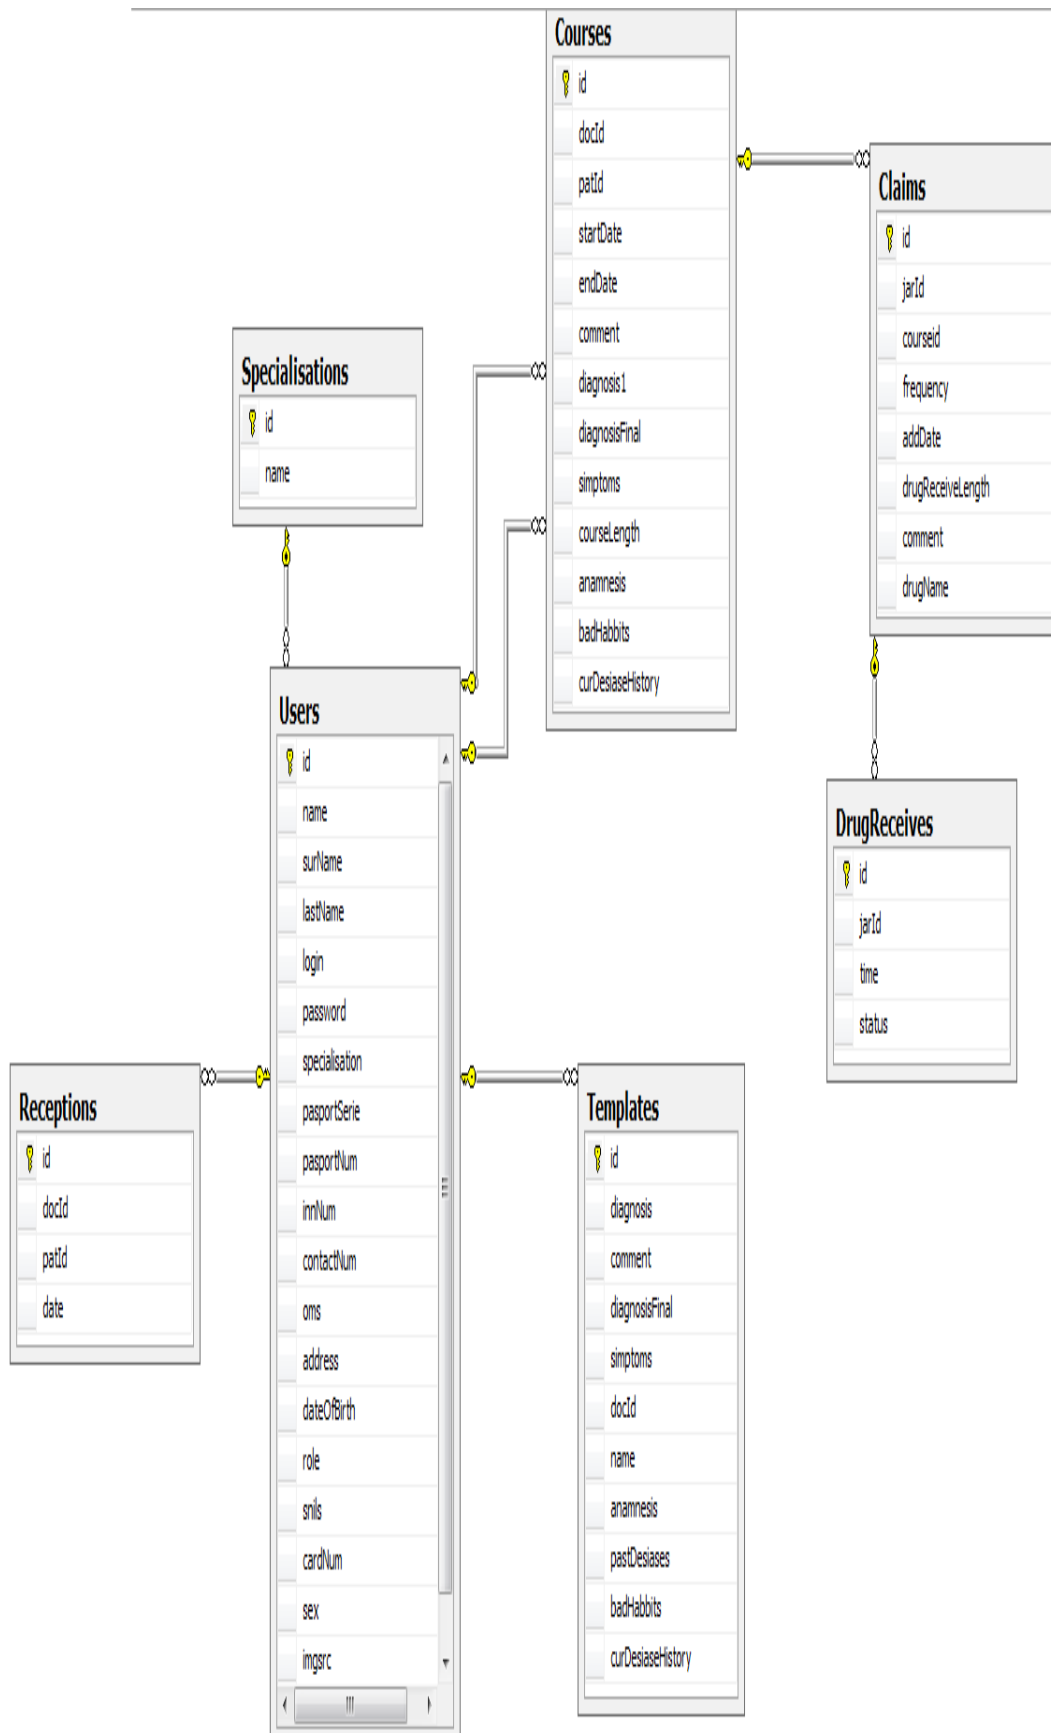 Courses
id
docId
patId
startDate
endDate
comment
diagnosis1
diagnosisFinal
simptoms
courseLength
anamnesis
badHabbits
curDesiaseHistory
Claims
id
jarId
courseid
frequency
addDate
drugReceiveLength
comment
drugName
Specialisations
id
name
Users
id
name
surName
lastName
login
password
specialisation
pasportSerie
pasportNum
innNum
contactNum
oms
address
dateOfBirth
role
snils
cardNum
sex
imgsrc
DrugReceives
id
jarId
time
status
Receptions
id
docId
patId
date
Templates
id
diagnosis
comment
diagnosisFinal
simptoms
docId
name
anamnesis
pastDesiases
badHabbits
curDesiaseHistory